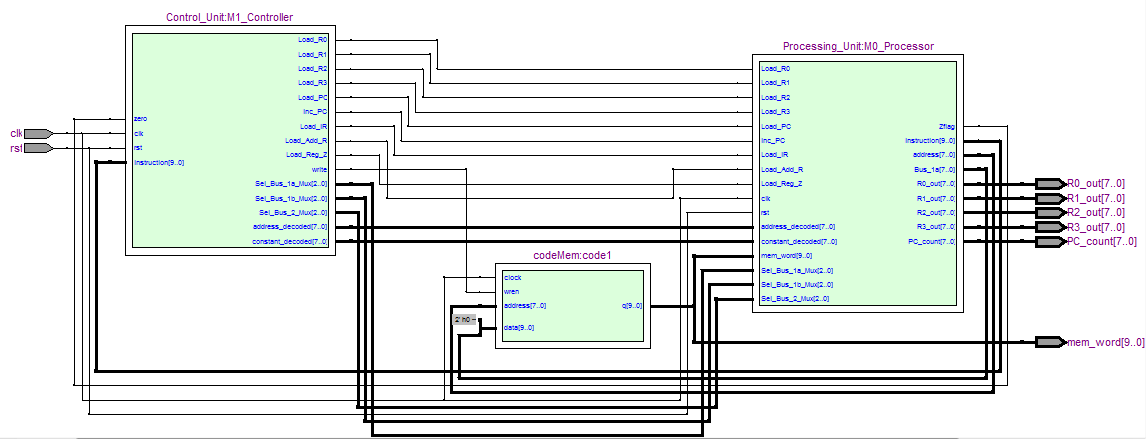 Control_Unit:M1_Controller
Load_R0
Load_R1
Load_R2
Load_R3
Load_PC
Inc_PC
Load_IR
Load_Add_R
Load_Reg_Z
write
Sel_Bus_1a_Mux[2..0]
Sel_Bus_1b_Mux[2..0]
Sel_Bus_2_Mux[2..0]
address_decoded[7..0]
constant_decoded[7..0]
zero
clk
rst
instruction[9..0]
clk
rst
codeMem:code1
clock
wren
address[7..0]
data[9..0]
q[9..0]
2' h0 --
Processing_Unit:M0_Processor
Load_R0
Load_R1
Load_R2
Load_R3
Load_PC
Inc_PC
Load_IR
Load_Add_R
Load_Reg_Z
clk
rst
address_decoded[7..0]
constant_decoded[7..0]
mem_word[9..0]
Sel_Bus_1a_Mux[2..0]
Sel_Bus_1b_Mux[2..0]
Sel_Bus_2_Mux[2..0]
Zflag
instruction[9..0]
address[7..0]
Bus_1a[7..0]
R0_out[7..0]
R1_out[7..0]
R2_out[7..0]
R3_out[7..0]
PC_count[7..0]
R0_out[7..0]
R1_out[7..0]
R2_out[7..0]
R3_out[7..0]
PC_count[7..0]
mem_word[9..0]